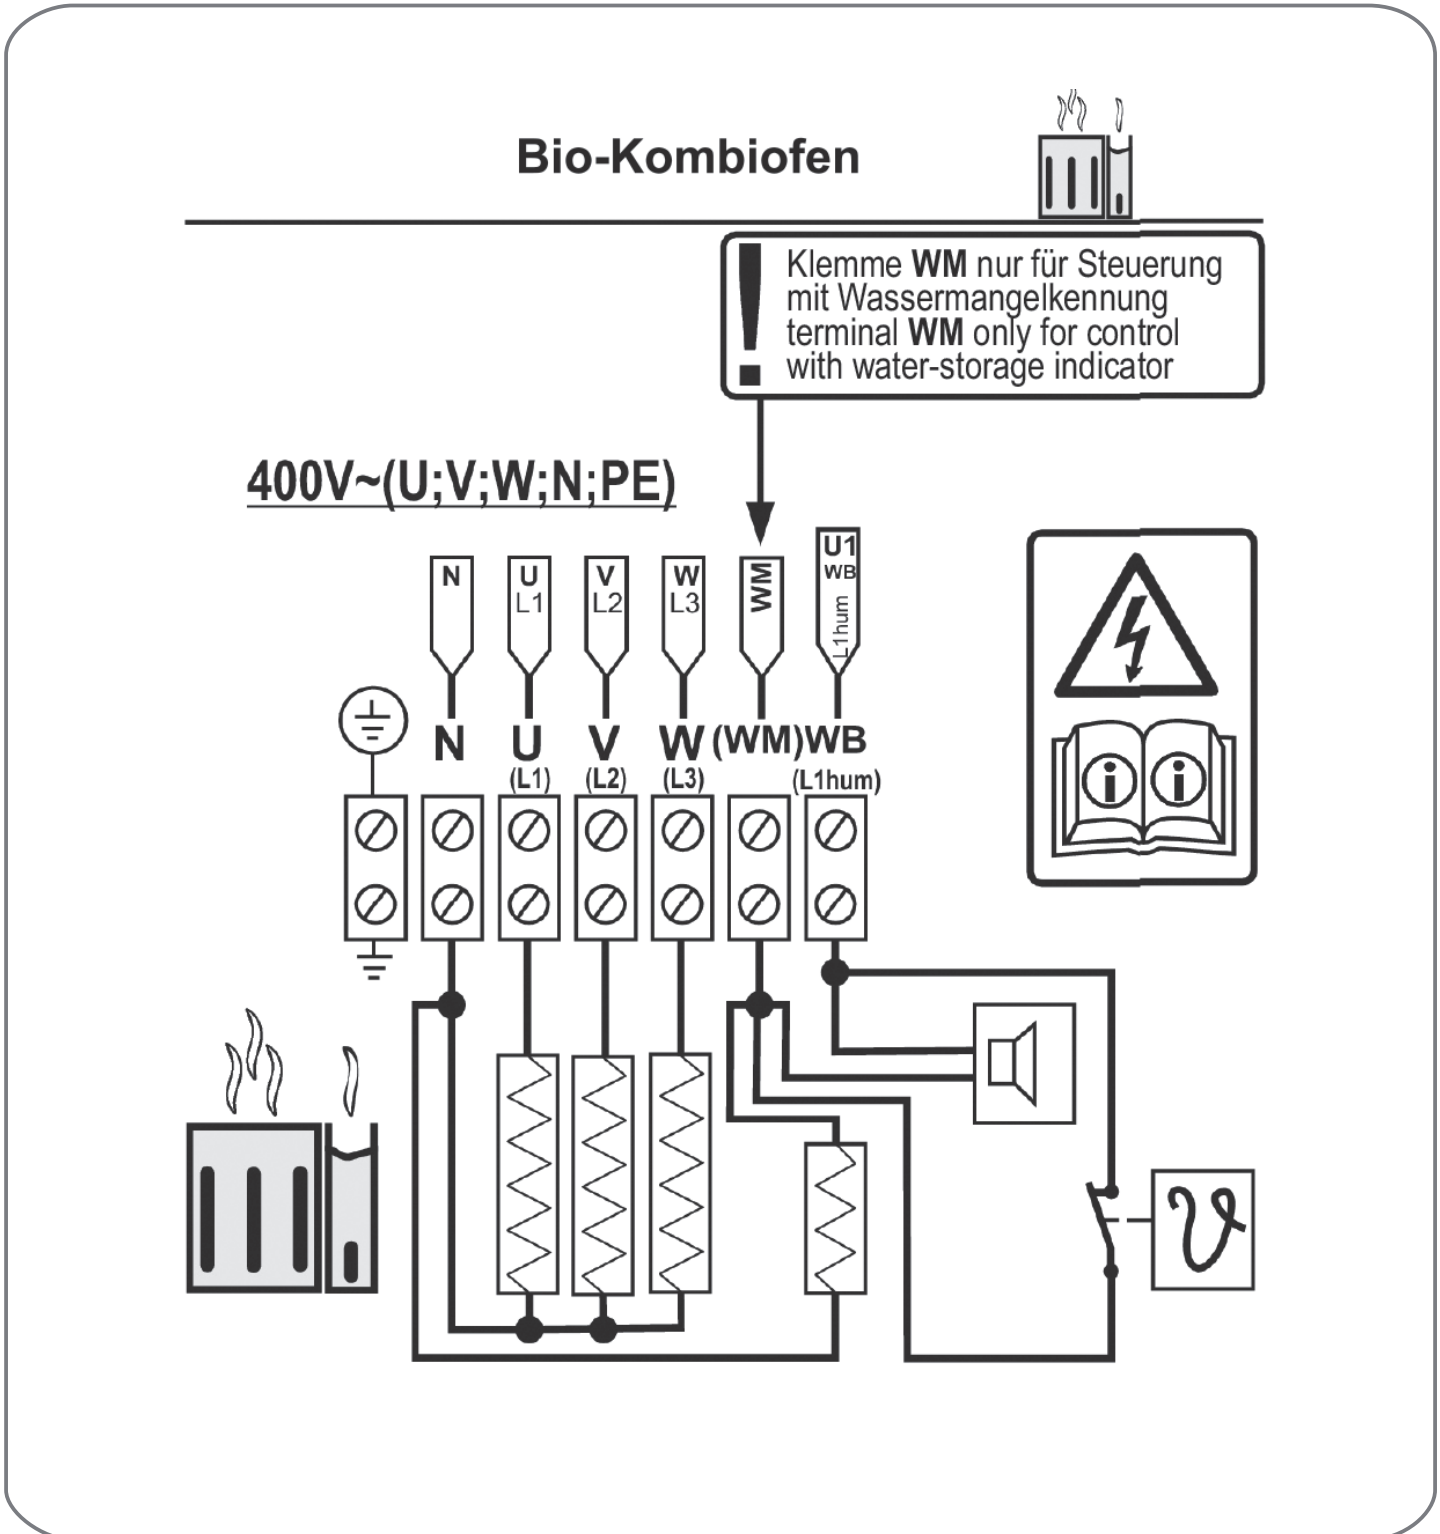 Bio-Kombiofen
! Klemme WM nur für Steuerung
mit Wassermangelkennung
terminal WM only for control
with water-storage indicator
400V~(U;V;W;N;PE)
N
U
L1
V
L2
W
L3
WM
U1
WB
L1hum
N U V W (WM) WB
(L1) (L2) (L3) (L1hum)
i i
ϑ